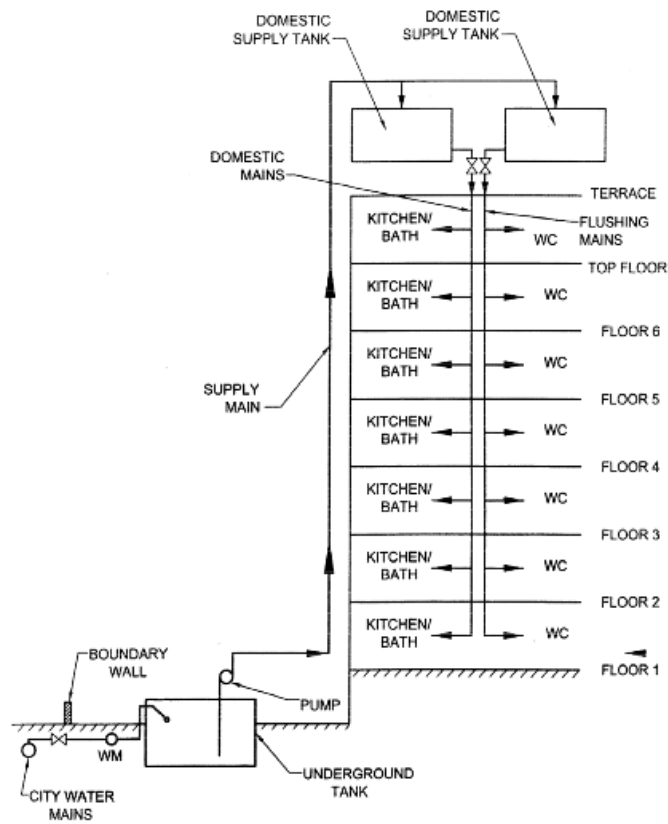 DOMESTIC
SUPPLY TANK
DOMESTIC
SUPPLY TANK
DOMESTIC
MAINS
TERRACE
KITCHEN/
BATH
WC
FLUSHING
MAINS
TOP FLOOR
KITCHEN/
BATH
WC
FLOOR 6
KITCHEN/
BATH
WC
SUPPLY
MAIN
FLOOR 5
KITCHEN/
BATH
WC
FLOOR 4
KITCHEN/
BATH
WC
FLOOR 3
KITCHEN/
BATH
WC
FLOOR 2
KITCHEN/
BATH
WC
BOUNDARY
WALL
FLOOR 1
PUMP
WM
UNDERGROUND
TANK
CITY WATER
MAINS